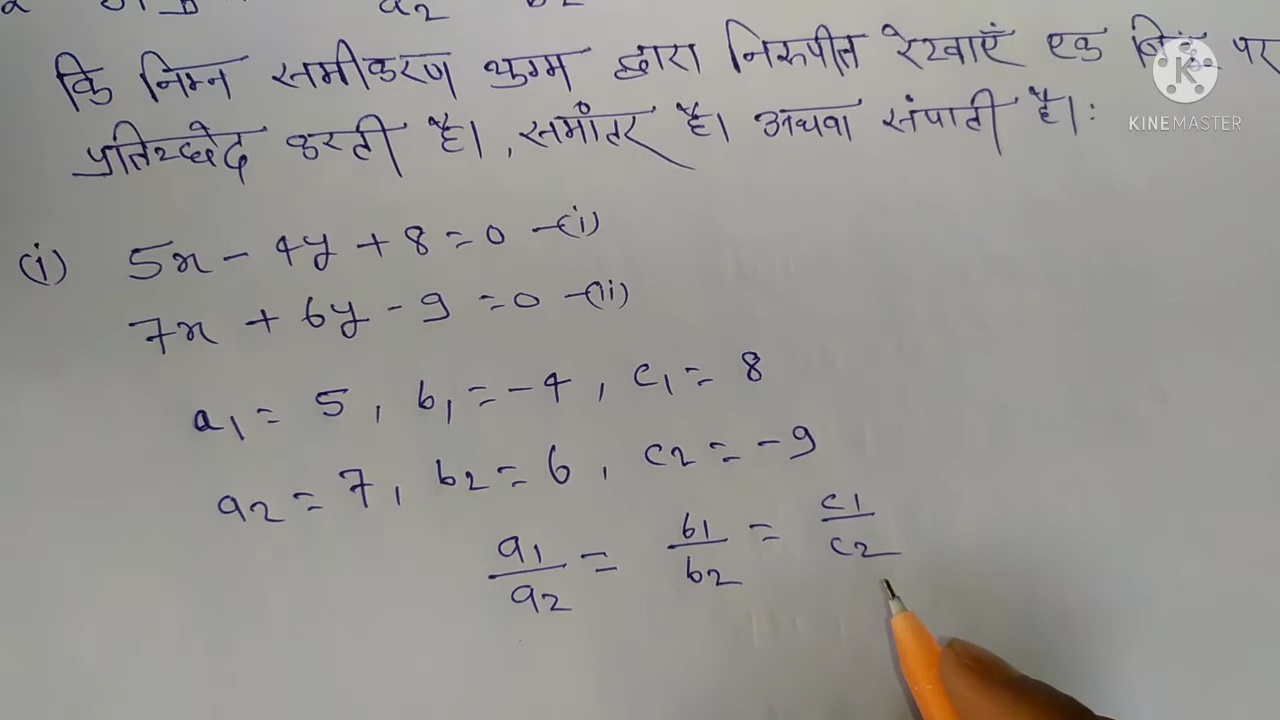 a2
कि निम्न समीकरण युग्म द्वारा निरूपीत रेखाएँ एक बिंदु पर
प्रतिच्छेद करती है।, समांतर है। अथवा संपाती है।:
K
KINEMASTER
(i) 5x - 4y + 8 = 0 -(i)
7x + 6y - 9 = 0 -(ii)
a1 = 5, b1 = -4, c1 = 8
a2 = 7, b2 = 6, c2 = -9
a1/a2 = b1/b2 = c1/c2